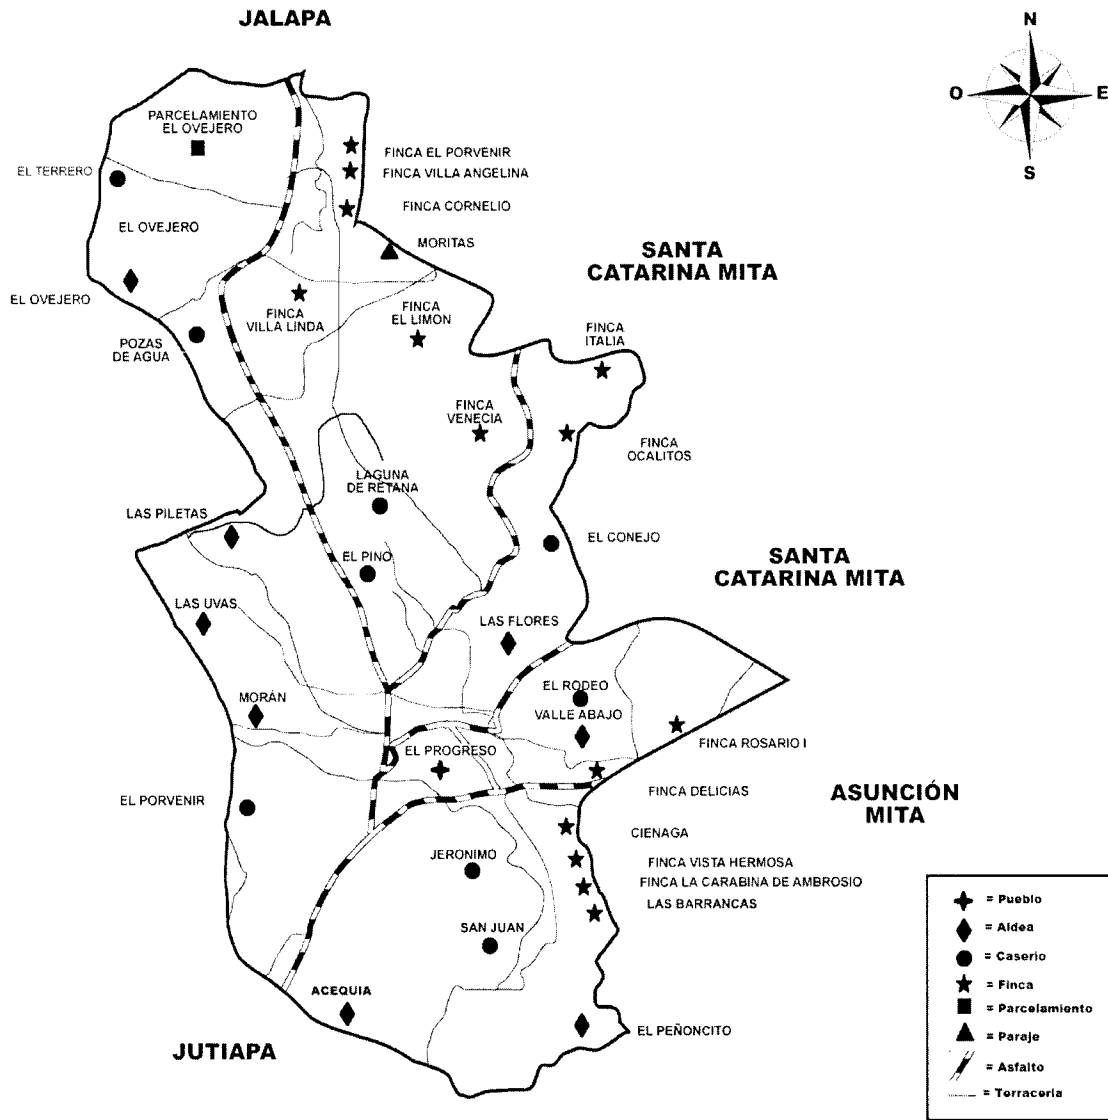 JALAPA
N
O
E
S
PARCELAMIENTO
EL OVEJERO
EL TERRERO
FINCA EL PORVENIR
FINCA VILLA ANGELINA
FINCA CORNELIO
EL OVEJERO
MORITAS
SANTA
CATARINA MITA
EL OVEJERO
FINCA
VILLA LINDA
FINCA
EL LIMON
POZAS
DE AGUA
FINCA
ITALIA
FINCA
VENECIA
FINCA
OCALITOS
LAGUNA
DE RETANA
LAS PILETAS
EL CONEJO
EL PINO
SANTA
CATARINA MITA
LAS UVAS
LAS FLORES
EL RODEO
MORÁN
VALLE ABAJO
FINCA ROSARIO I
EL PROGRESO
EL PORVENIR
FINCA DELICIAS
ASUNCIÓN
MITA
CIENAGA
JERONIMO
FINCA VISTA HERMOSA
FINCA LA CARABINA DE AMBROSIO
LAS BARRANCAS
SAN JUAN
ACEQUIA
EL PEÑONCITO
JUTIAPA
= Pueblo
= Aldea
= Caserio
= Finca
= Parcelamiento
= Paraje
= Asfalto
= Terraceria